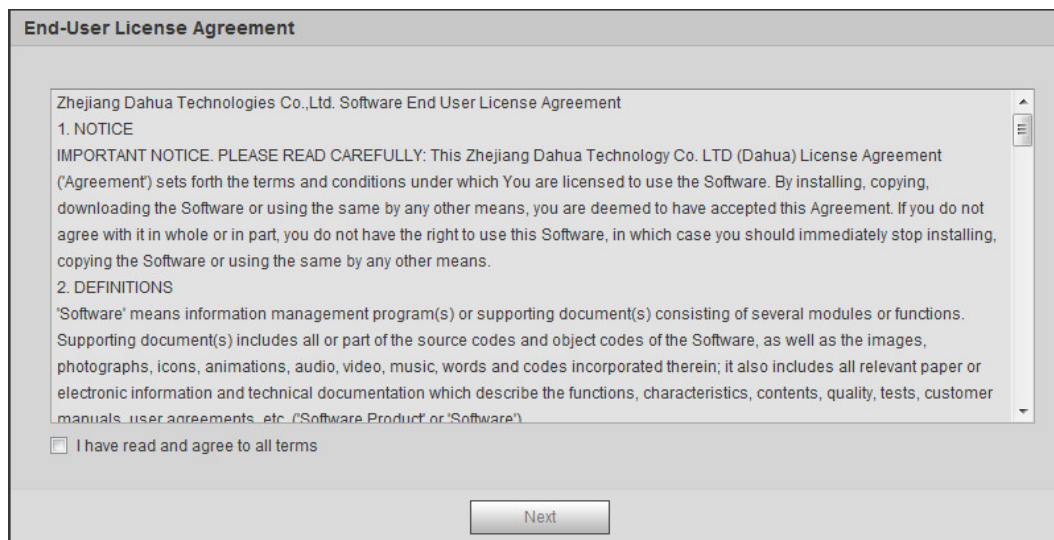 End-User License Agreement
Zhejiang Dahua Technologies Co.,Ltd. Software End User License Agreement
1. NOTICE
IMPORTANT NOTICE. PLEASE READ CAREFULLY: This Zhejiang Dahua Technology Co. LTD (Dahua) License Agreement
('Agreement') sets forth the terms and conditions under which You are licensed to use the Software. By installing, copying,
downloading the Software or using the same by any other means, you are deemed to have accepted this Agreement. If you do not
agree with it in whole or in part, you do not have the right to use this Software, in which case you should immediately stop installing,
copying the Software or using the same by any other means.
2. DEFINITIONS
'Software' means information management program(s) or supporting document(s) consisting of several modules or functions.
Supporting document(s) includes all or part of the source codes and object codes of the Software, as well as the images,
photographs, icons, animations, audio, video, music, words and codes incorporated therein; it also includes all relevant paper or
electronic information and technical documentation which describe the functions, characteristics, contents, quality, tests, customer
manuals, user agreements, etc. ('Software Product' or 'Software')
I have read and agree to all terms
Next